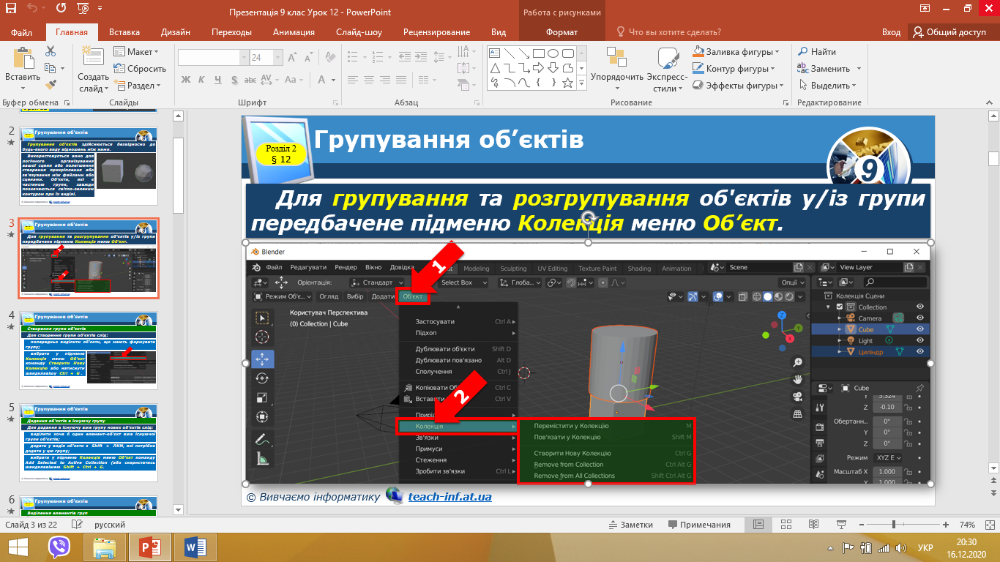 Презентація 9 клас Урок 12 - PowerPoint
Работа с рисунками
Файл
Главная
Вставка
Дизайн
Переходы
Анимация
Слайд-шоу
Рецензирование
Вид
Формат
Что вы хотите сделать?
Вход
Общий доступ
Вставить
Создать слайд
Макет
Сбросить
Раздел
24
Ж К Ч S abc AV Aa А
Упорядочить
Экспресс-стили
Заливка фигуры
Контур фигуры
Эффекты фигуры
Найти
Заменить
Выделить
Буфер обмена
Слайды
Шрифт
Абзац
Рисование
Редактирование
2
Групування об’єктів
Групування об'єктів здійснюється безвідносно до
будь-якого виду відношень між ними.
Використовується воно для
логічного організування
вашої сцени або полегшення
створення прикріплення або
зв'язування між файлами або
сценами. Об'єкти, які є
частиною групи, завжди
позначаються світло-зеленим
контуром при їх виділі.
3
Групування об’єктів
Для групування та розгрупування об'єктів у/із групи
передбачене підменю Колекція меню Об’єкт.
4
Групування об’єктів
Створення групи об'єктів
Для створення групи об'єктів слід:
попередньо виділити об'єкти, що мають формувати
групу;
вибрати у підменю
Колекція меню Об'єкт
команду Створити Нову
Колекцію або натиснути
швидклавішу Ctrl + G .
5
Групування об’єктів
Додання об'єктів в існуючу групу
Для додання в існуючу вже групу нових об'єктів слід:
виділити хоча б один елемент-об'єкт вже існуючої
групи об'єктів;
додати у виділ об'єкти з Shift + ЛКМ, які потрібно
додати у цю групу;
вибрати у підменю Колекція меню Об'єкт команду
Add Selected to Active Collection (або скористатись
швидклавішею Shift + Ctrl + G.
6
Групування об’єктів
Виділення елементів груп
Розділ 2
§ 12
Групування об’єктів
9
Для групування та розгрупування об'єктів у/із групи
передбачене підменю Колекція меню Об’єкт.
Blender
Файл Редагувати Рендер Вікно Довідка
Modeling Sculpting UV Editing Texture Paint Shading Animation
Scene
View Layer
Орієнтація: Стандарт
Select Box
Глоба...
Опції
Режим Об'є...
Огляд Вибір Додати Об'єкт
Користувач Перспектива
(0) Collection | Cube
1
2
Застосувати Ctrl A
Підхоп
Дублювати об'єкти Shift D
Дублювати пов'язано Alt D
Сполучення Ctrl J
Копіювати Ctrl C
Вставити Ctrl V
Колекція
Зв'язки
Примуси
Стеження
Зробити зв'язки Ctrl L
Перемістити у Колекцію M
Пов'язати у Колекцію Shift M
Створити Нову Колекцію Ctrl G
Remove from Collection Ctrl Alt G
Remove from All Collections Shift Ctrl Alt G
Z
X
Колекція Сцени
Collection
Camera
Cube
Light
Циліндр
Cube
Z -0.10
Обертанн... 0°
Y 0°
Z 0°
Режим XYZ E
Масштаб X 1.000
Y 1.000
© Вивчаємо інформатику teach-inf.at.ua
Слайд 3 из 22
русский
Заметки
Примечания
74%
УКР
20:30
16.12.2020